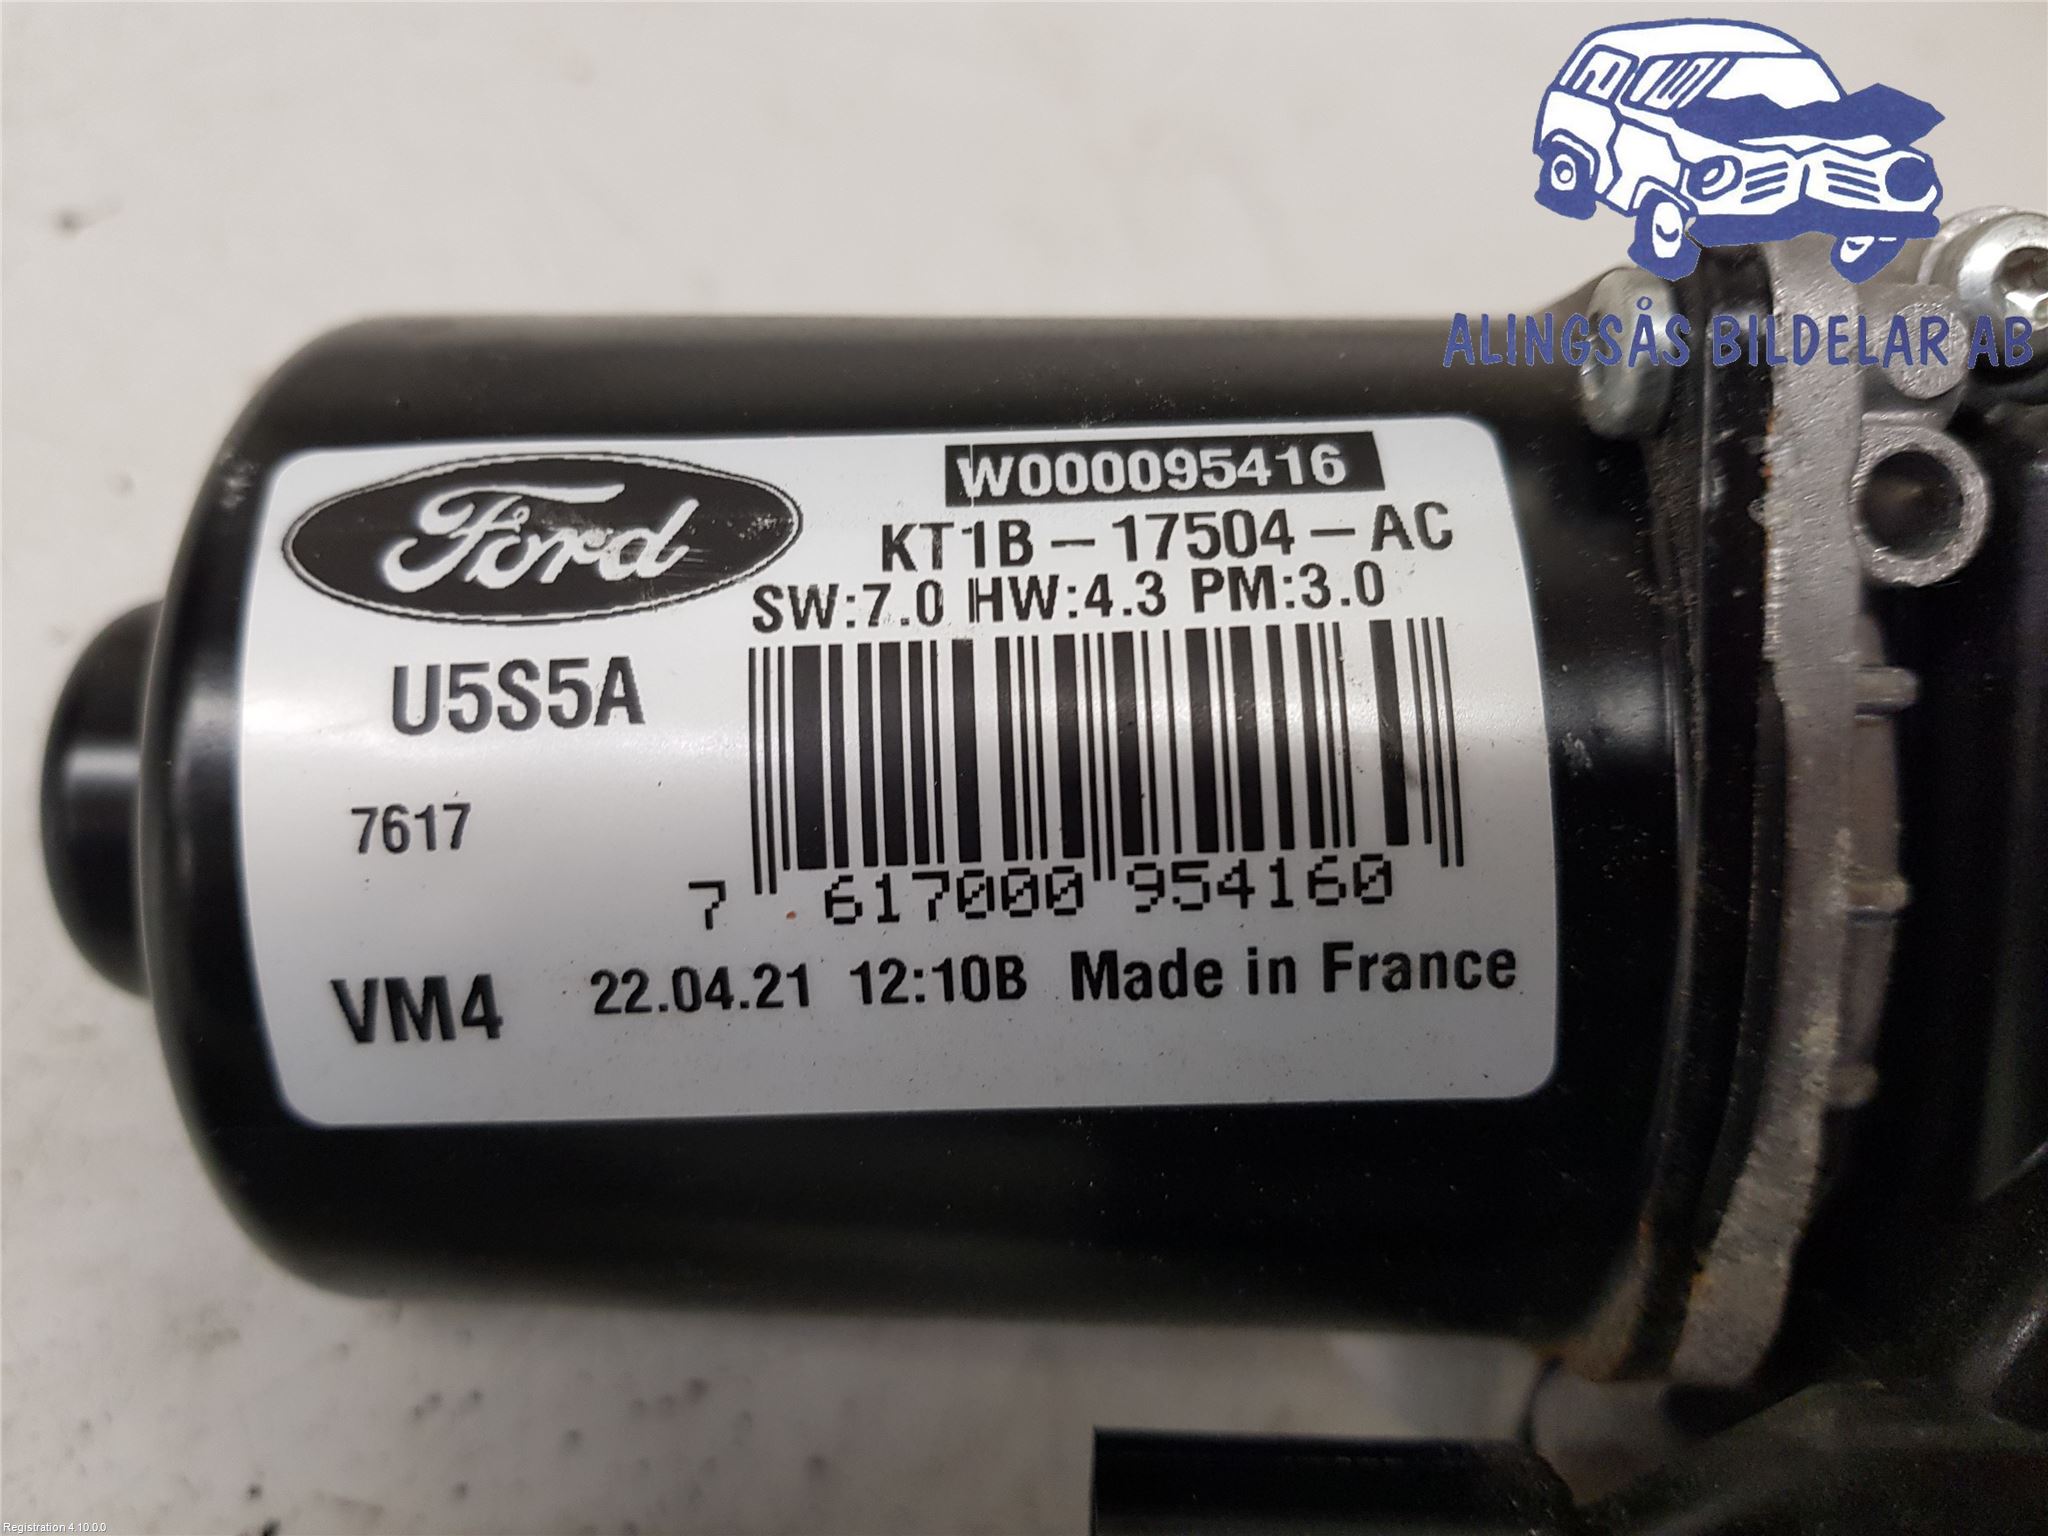 ALINGSÅS BILDELAR AB
Ford
W000095416
KT1B-17504-AC
SW:7.0 HW:4.3 PM:3.0
U5S5A
7617
7 617000 954160
VM4 22.04.21 12:10B Made in France
Registration 4.10.0.0